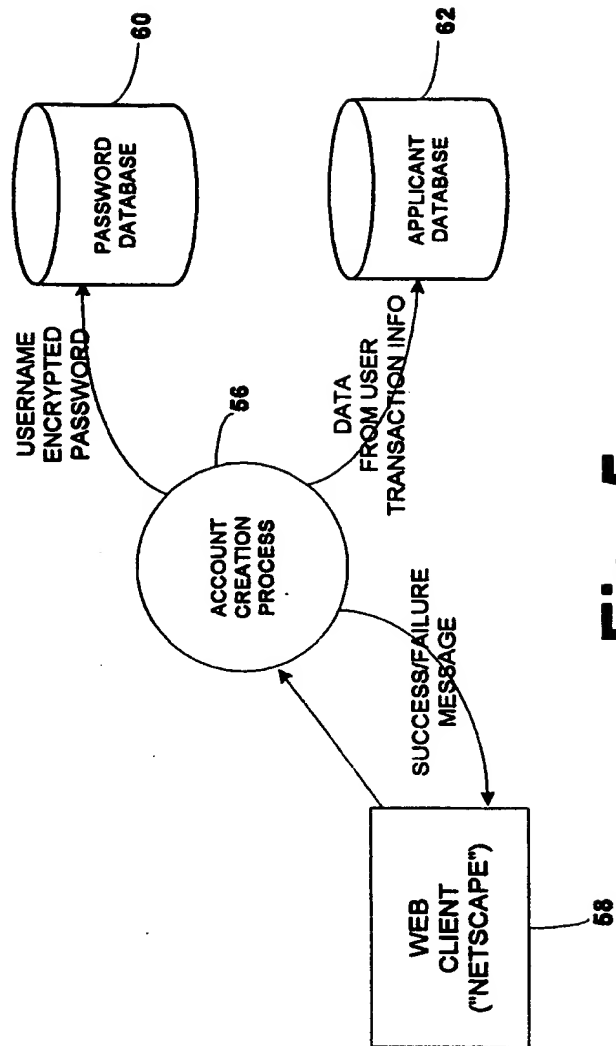 60
PASSWORD
DATABASE
USERNAME
ENCRYPTED
PASSWORD
62
APPLICANT
DATABASE
56
DATA
FROM USER
TRANSACTION INFO
ACCOUNT
CREATION
PROCESS
SUCCESS/FAILURE
MESSAGE
WEB
CLIENT
("NETSCAPE")
58